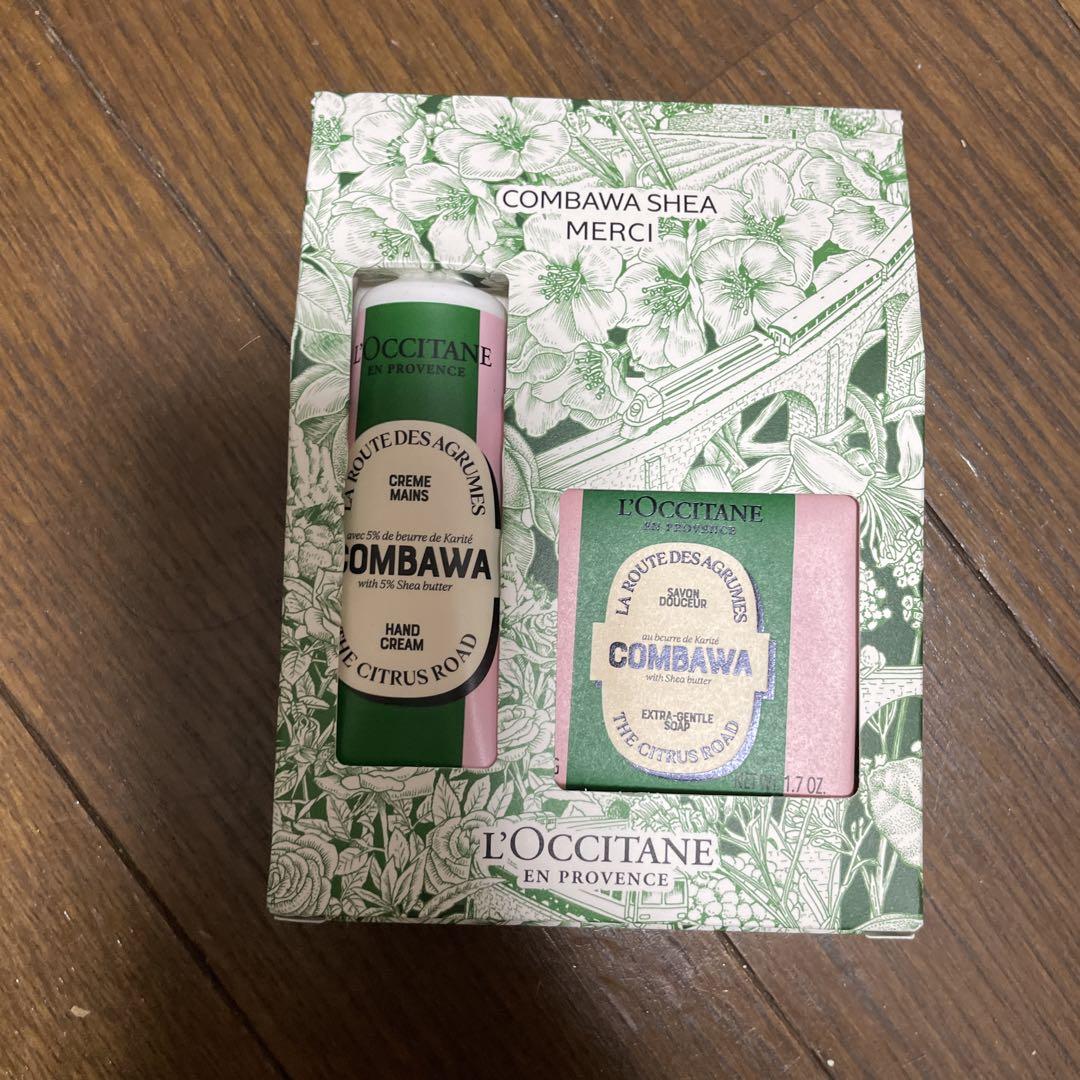 COMBAWA SHEA
MERCI
L'OCCITANE
EN PROVENCE
LA ROUTE DES AGRUMES
CREME
MAINS
avec 5% de beurre de Karité
COMBAWA
with 5% Shea butter
HAND
CREAM
THE CITRUS ROAD
L'OCCITANE
EN PROVENCE
LA ROUTE DES AGRUMES
SAVON
DOUCEUR
au beurre de Karité
COMBAWA
with Shea butter
EXTRA-GENTLE
SOAP
THE CITRUS ROAD
G
NET WT. 1.7 OZ.
L'OCCITANE
EN PROVENCE